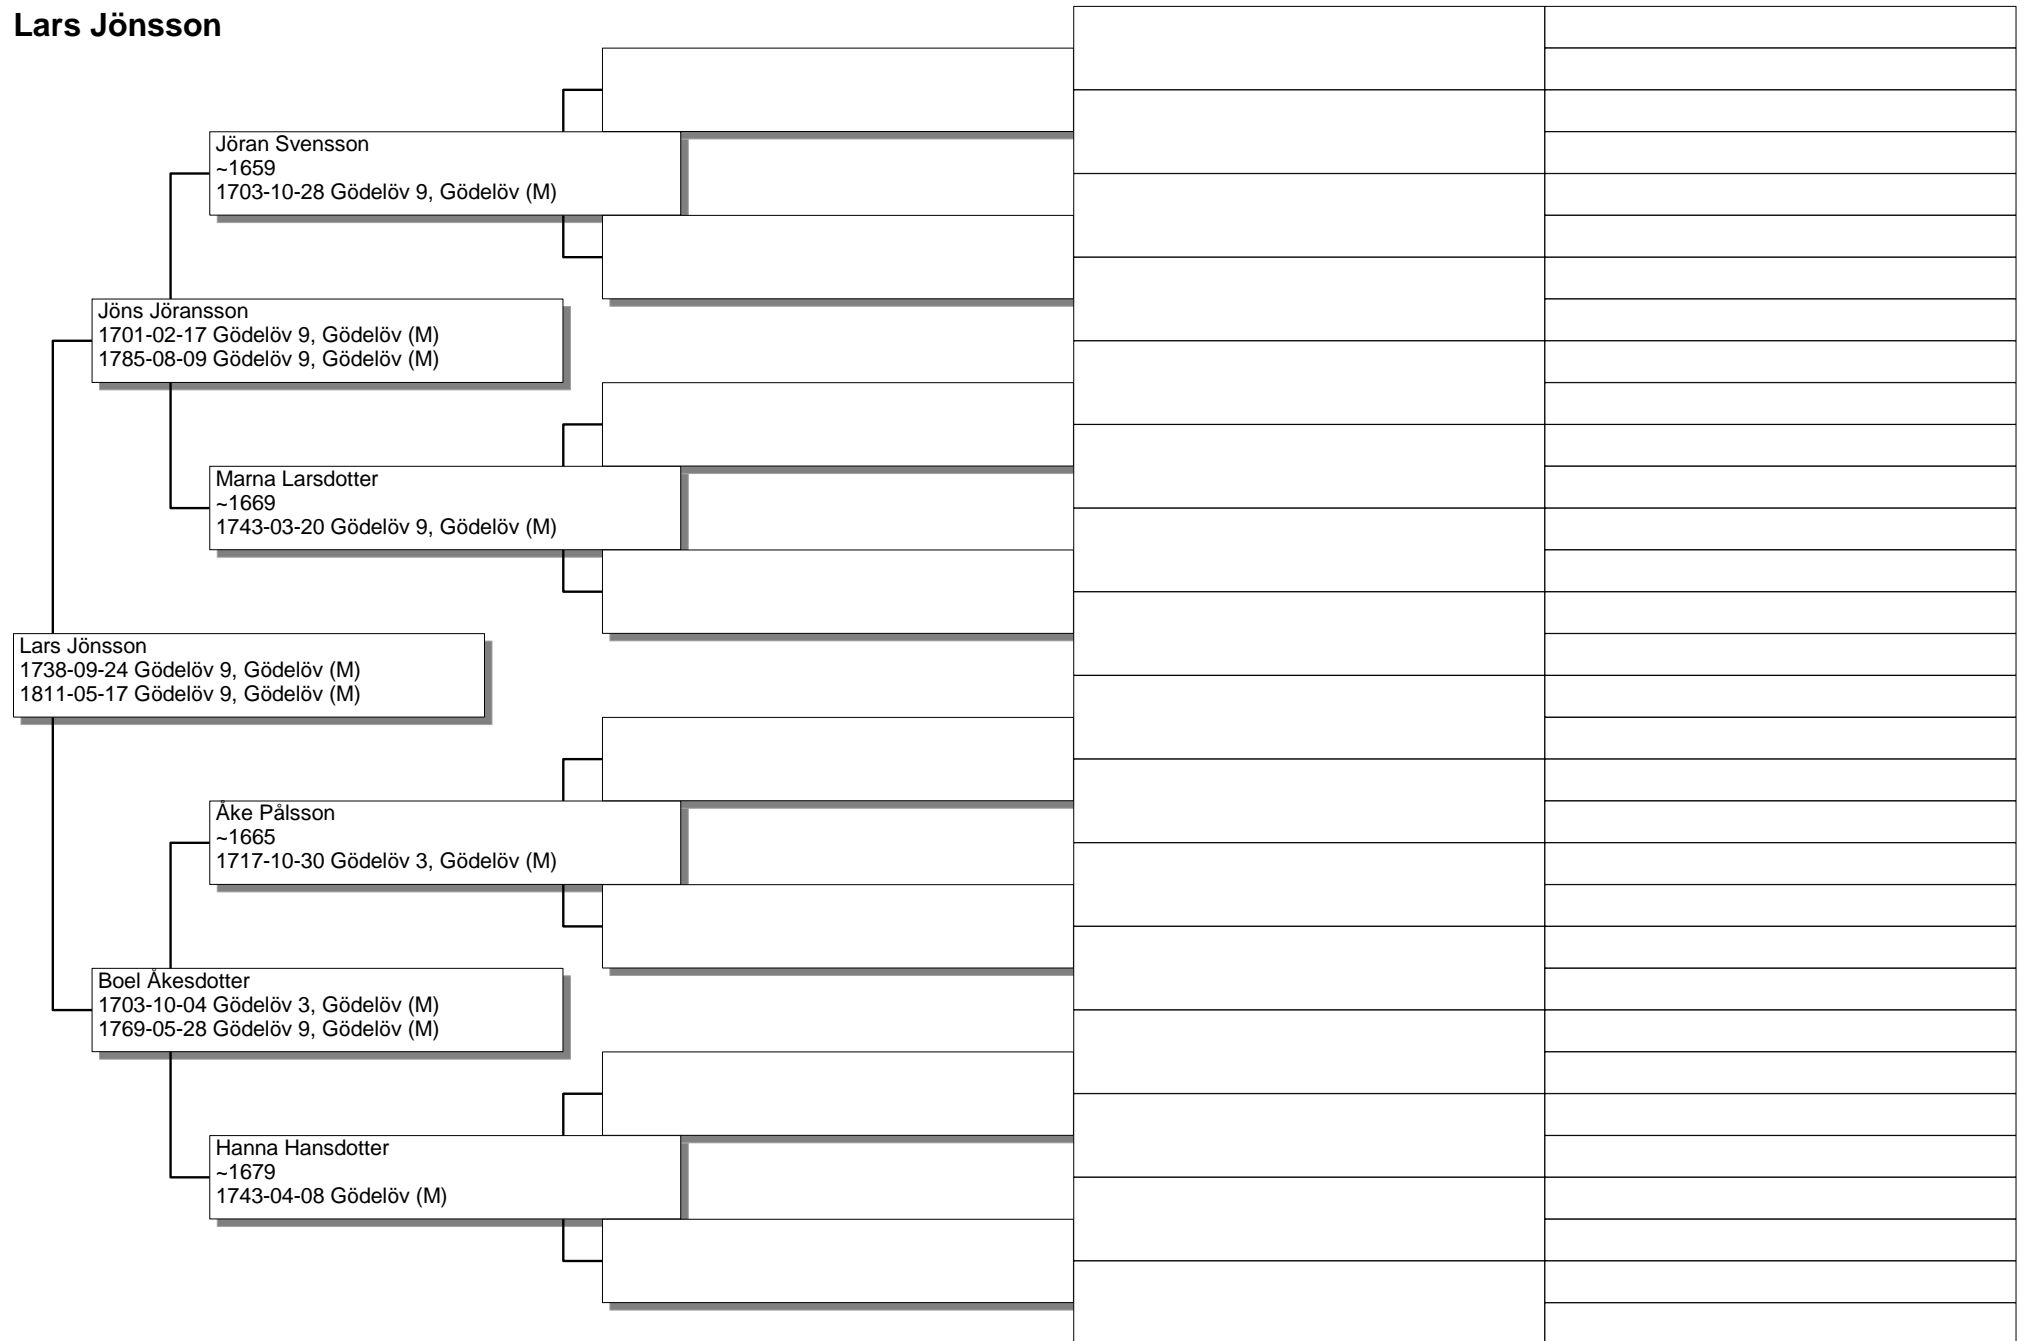 Lars Jönsson
Jöran Svensson
~1659
1703-10-28 Gödelöv 9, Gödelöv (M)
Jöns Jöransson
1701-02-17 Gödelöv 9, Gödelöv (M)
1785-08-09 Gödelöv 9, Gödelöv (M)
Marna Larsdotter
~1669
1743-03-20 Gödelöv 9, Gödelöv (M)
Lars Jönsson
1738-09-24 Gödelöv 9, Gödelöv (M)
1811-05-17 Gödelöv 9, Gödelöv (M)
Åke Pålsson
~1665
1717-10-30 Gödelöv 3, Gödelöv (M)
Boel Åkesdotter
1703-10-04 Gödelöv 3, Gödelöv (M)
1769-05-28 Gödelöv 9, Gödelöv (M)
Hanna Hansdotter
~1679
1743-04-08 Gödelöv (M)